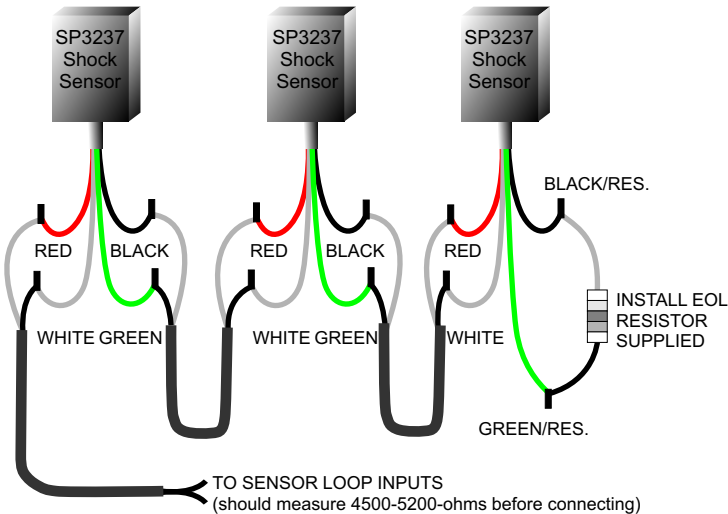 SP3237
Shock
Sensor
SP3237
Shock
Sensor
SP3237
Shock
Sensor
BLACK/RES.
RED
BLACK
RED
BLACK
RED
INSTALL EOL
RESISTOR
SUPPLIED
WHITE GREEN
WHITE GREEN
WHITE
GREEN/RES.
TO SENSOR LOOP INPUTS
(should measure 4500-5200-ohms before connecting)